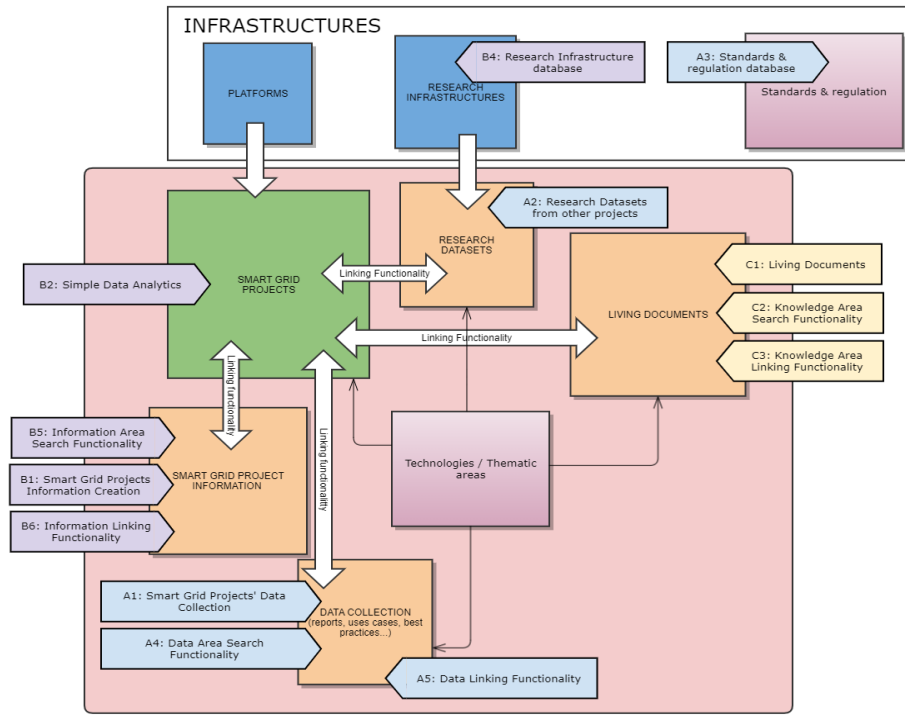 INFRASTRUCTURES
PLATFORMS
RESEARCH
INFRASTRUCTURES
B4: Research Infrastructure
database
A3: Standards &
regulation database
Standards & regulation
A2: Research Datasets
from other projects
RESEARCH
DATASETS
SMART GRID
PROJECTS
Linking Functionality
B2: Simple Data Analytics
LIVING DOCUMENTS
C1: Living Documents
C2: Knowledge Area
Search Functionality
C3: Knowledge Area
Linking Functionality
Linking Functionality
Linking functionality
Linking functionality
B5: Information Area
Search Functionality
B1: Smart Grid Projects
Information Creation
B6: Information Linking
Functionality
SMART GRID PROJECT
INFORMATION
Technologies / Thematic
areas
A1: Smart Grid Projects' Data
Collection
A4: Data Area Search
Functionality
DATA COLLECTION
(reports, uses cases, best
practices...)
A5: Data Linking Functionality